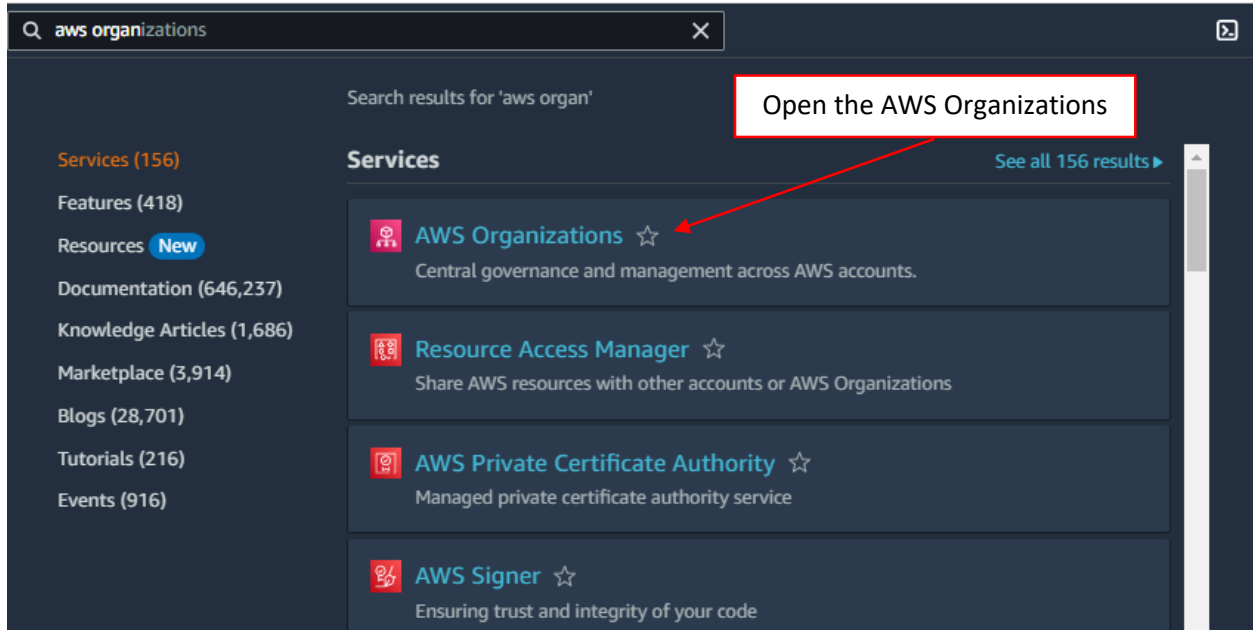 aws organizations
Search results for 'aws organ'
Open the AWS Organizations
Services (156)
Features (418)
Resources New
Documentation (646,237)
Knowledge Articles (1,686)
Marketplace (3,914)
Blogs (28,701)
Tutorials (216)
Events (916)
Services
See all 156 results
AWS Organizations
Central governance and management across AWS accounts.
Resource Access Manager
Share AWS resources with other accounts or AWS Organizations
AWS Private Certificate Authority
Managed private certificate authority service
AWS Signer
Ensuring trust and integrity of your code